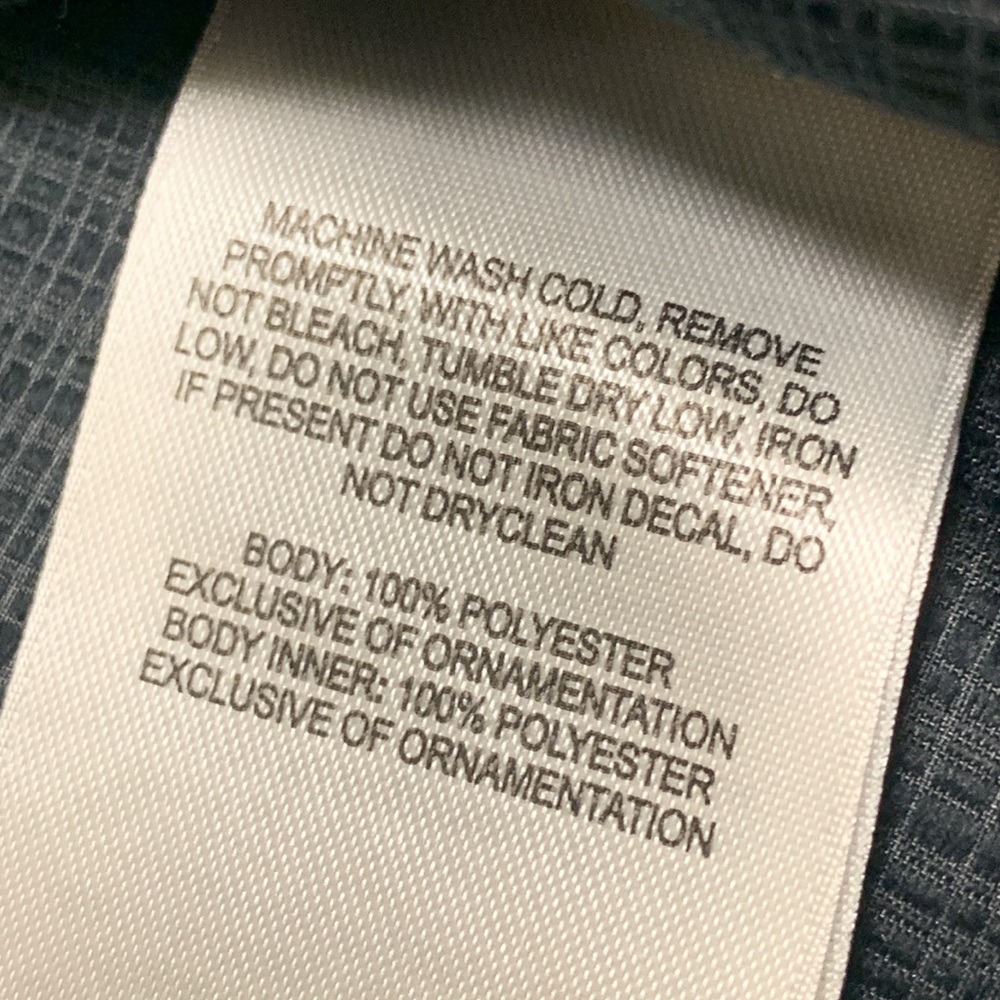 MACHINE WASH COLD, REMOVE
PROMPTLY, WITH LIKE COLORS, DO
NOT BLEACH, TUMBLE DRY LOW, IRON
LOW, DO NOT USE FABRIC SOFTENER,
IF PRESENT DO NOT IRON DECAL, DO
NOT DRYCLEAN
BODY: 100% POLYESTER
EXCLUSIVE OF ORNAMENTATION
BODY INNER: 100% POLYESTER
EXCLUSIVE OF ORNAMENTATION